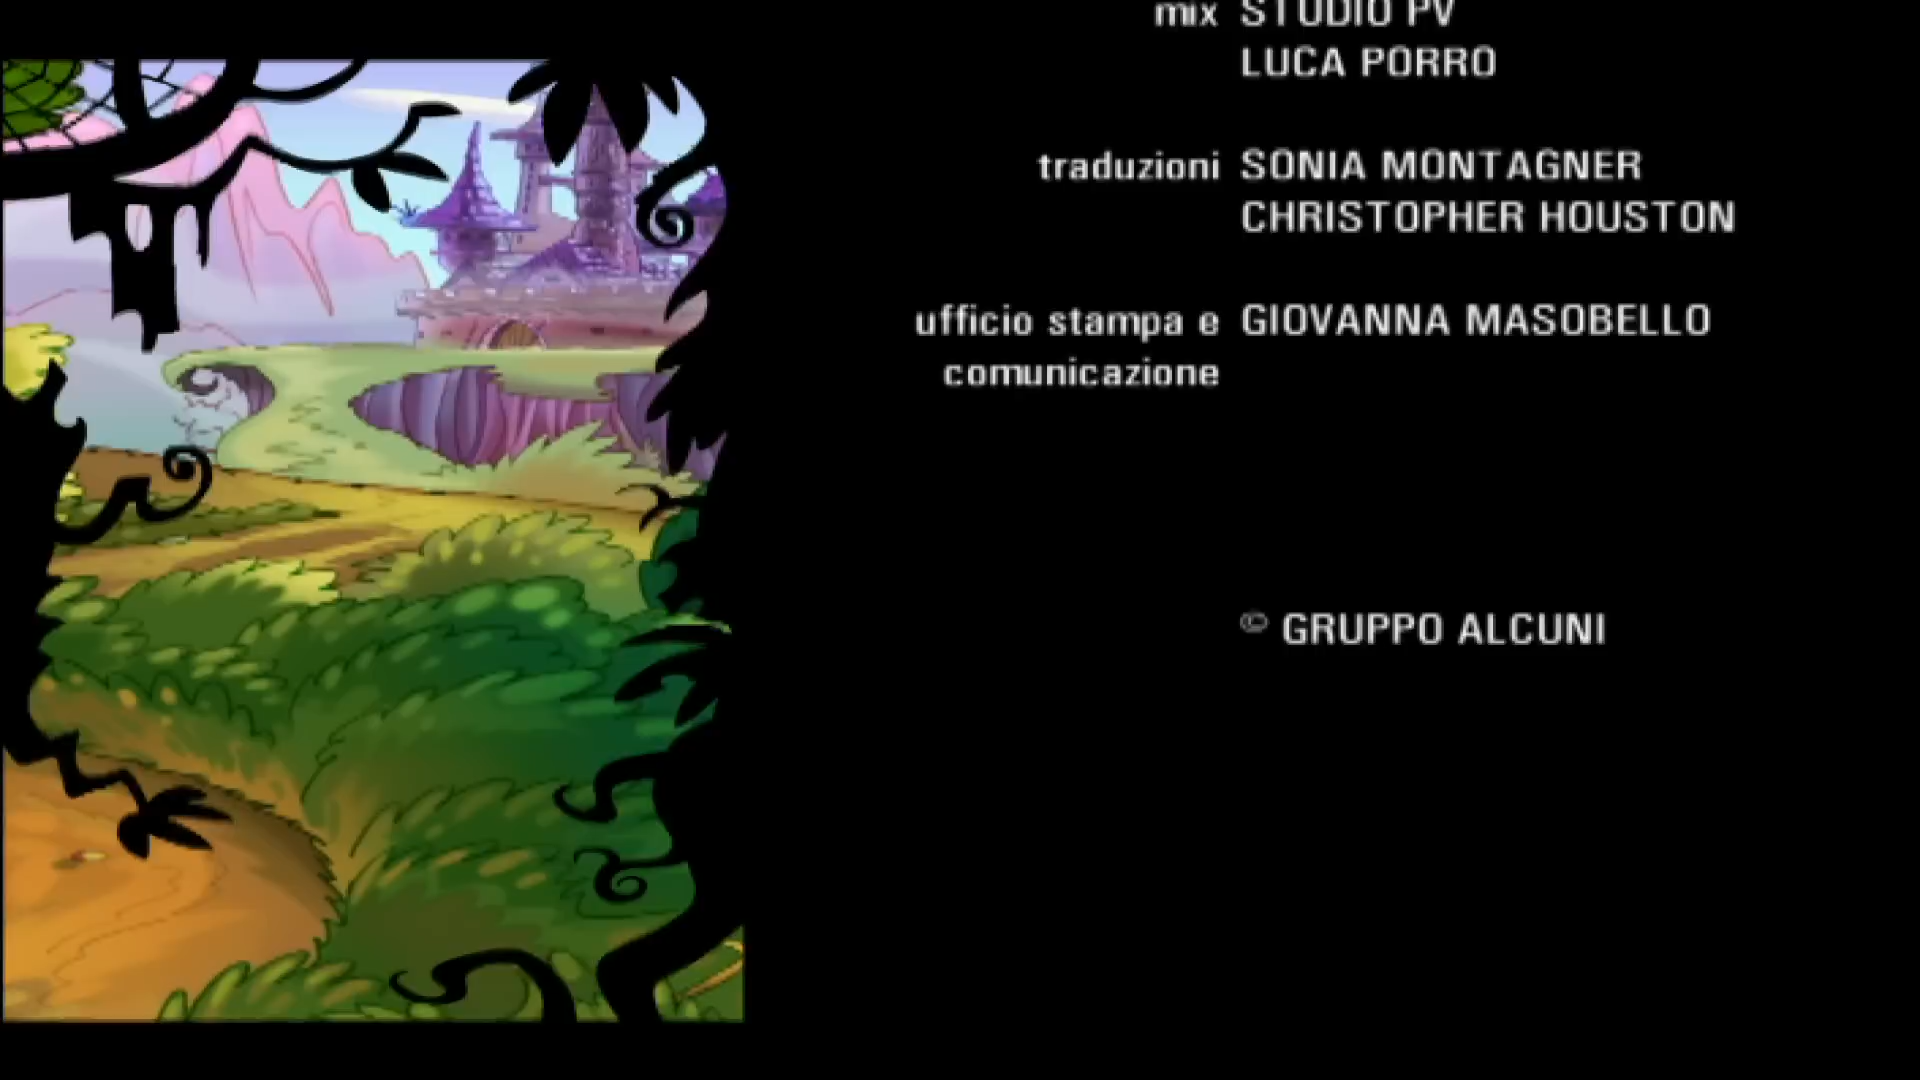 mix STUDIO PV
LUCA PORRO
traduzioni SONIA MONTAGNER
CHRISTOPHER HOUSTON
ufficio stampa e GIOVANNA MASOBELLO
comunicazione
© GRUPPO ALCUNI